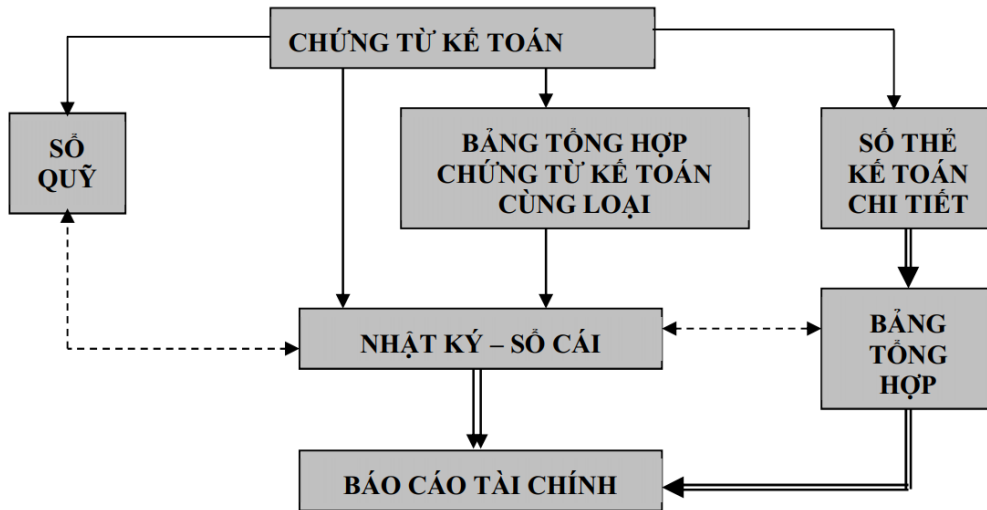 CHỨNG TỪ KẾ TOÁN
SỔ
QUỸ
BẢNG TỔNG HỢP
CHỨNG TỪ KẾ TOÁN
CÙNG LOẠI
SỐ THẺ
KẾ TOÁN
CHI TIẾT
NHẬT KÝ – SỔ CÁI
BẢNG
TỔNG
HỢP
BÁO CÁO TÀI CHÍNH